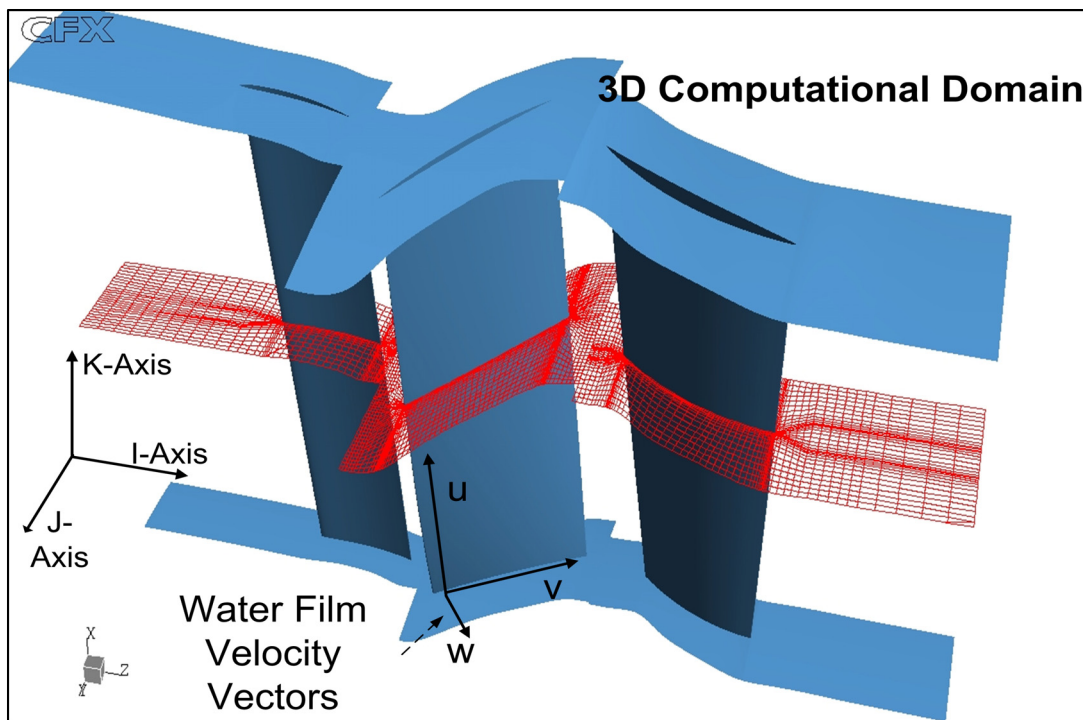 CFX
3D Computational Domain
K-Axis
I-Axis
J-
Axis
u
v
w
Water Film
Velocity
Vectors
X
Z
Y